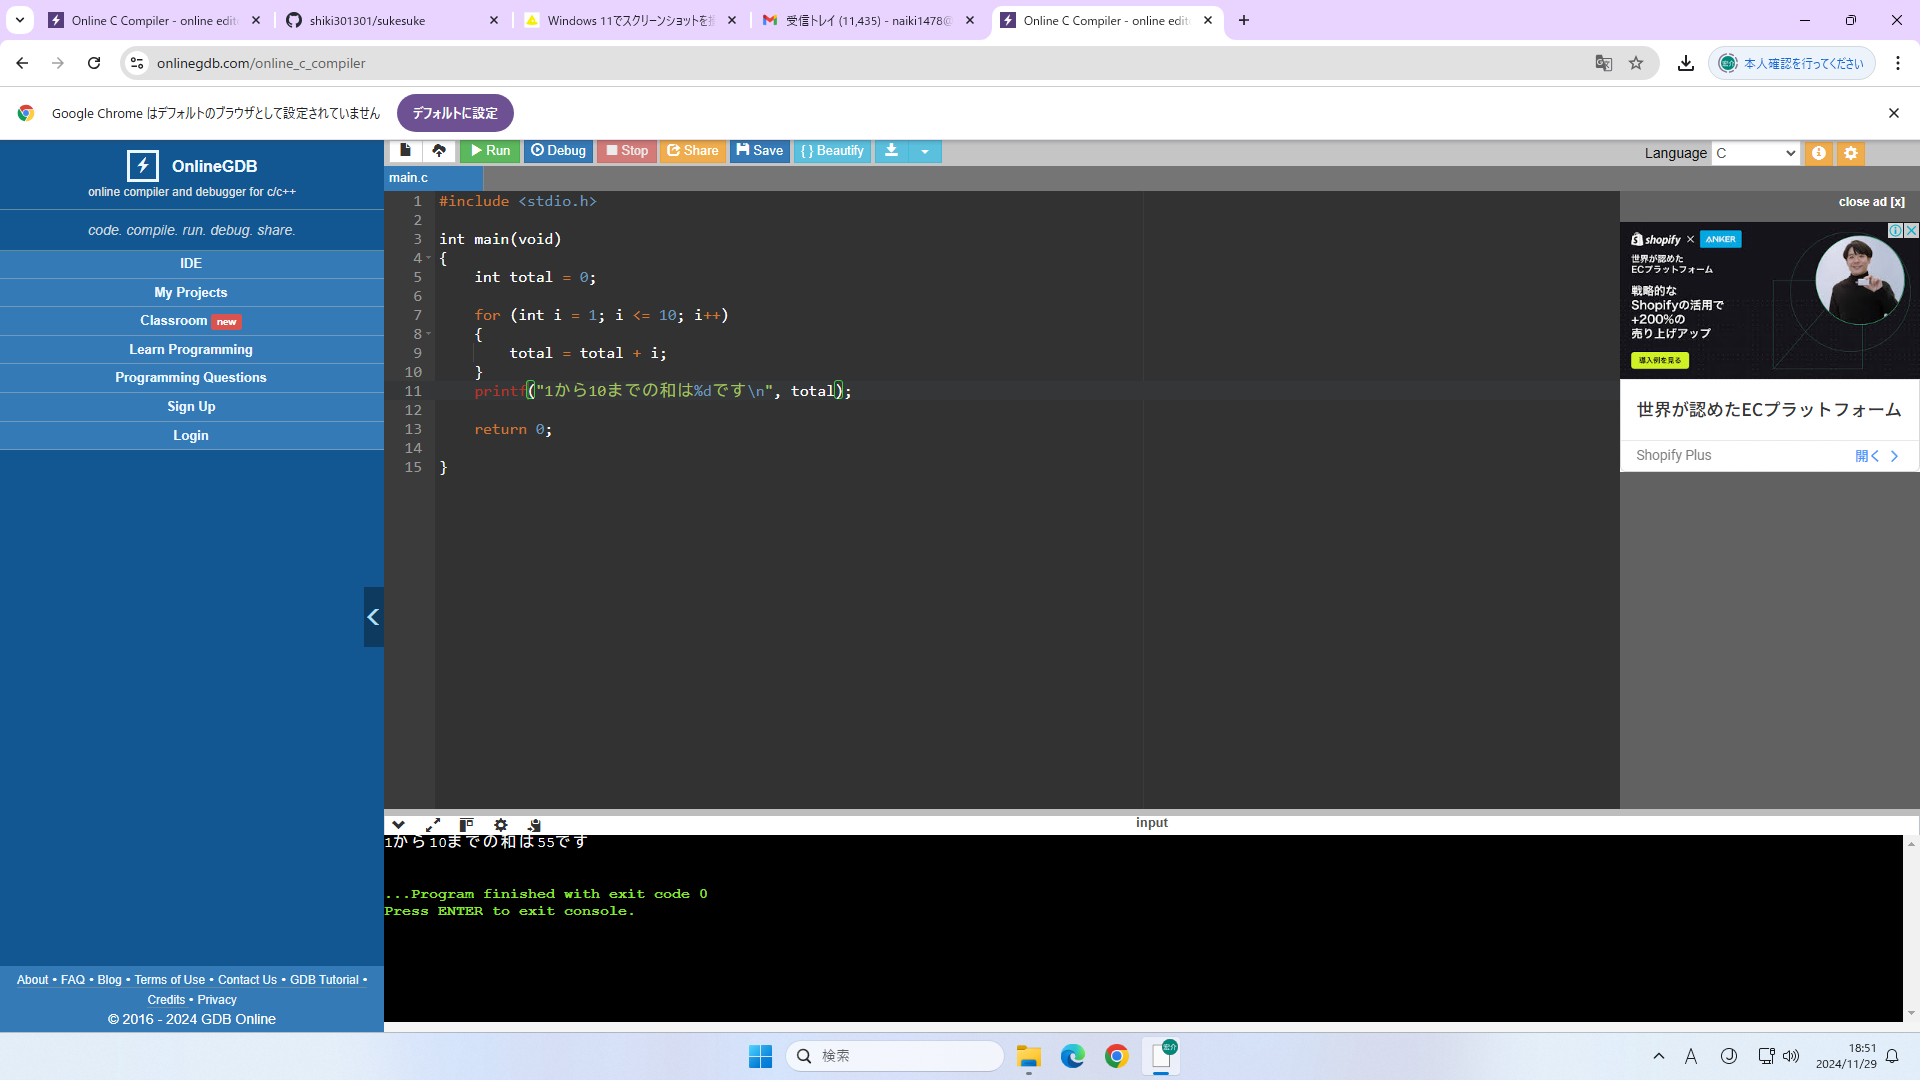 Online C Compiler - online edit
shiki301301/sukesuke
Windows 11でスクリーンショットを撮
受信トレイ (11,435) - naiki1478@
Online C Compiler - online edit
onlinegdb.com/online_c_compiler
本人確認を行ってください
Google Chrome はデフォルトのブラウザとして設定されていません
デフォルトに設定
OnlineGDB
online compiler and debugger for c/c++
code. compile. run. debug. share.
IDE
My Projects
Classroom new
Learn Programming
Programming Questions
Sign Up
Login
About • FAQ • Blog • Terms of Use • Contact Us • GDB Tutorial •
Credits • Privacy
© 2016 - 2024 GDB Online
Run
Debug
Stop
Share
Save
{ } Beautify
Language C
main.c
1 #include <stdio.h>
2
3 int main(void)
4 {
5 int total = 0;
6
7 for (int i = 1; i <= 10; i++)
8 {
9 total = total + i;
10 }
11 printf("1から10までの和は%dです\n", total);
12
13 return 0;
14
15 }
close ad [x]
shopify × ANKER
世界が認めた
ECプラットフォーム
戦略的な
Shopifyの活用で
+200%の
売り上げアップ
導入例を見る
世界が認めたECプラットフォーム
Shopify Plus
開く
input
1から10までの和は55です
...Program finished with exit code 0
Press ENTER to exit console.
検索
宏介
A
18:51
2024/11/29